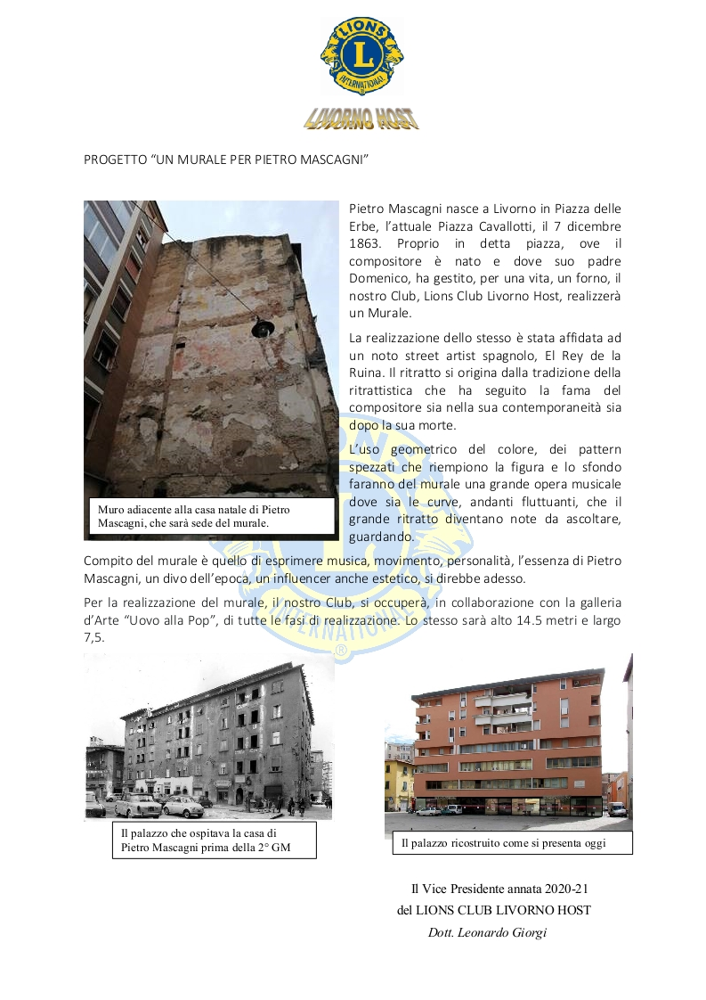 LIONS
L
INTERNATIONAL
LIVORNO HOST
PROGETTO “UN MURALE PER PIETRO MASCAGNI”
Pietro Mascagni nasce a Livorno in Piazza delle
Erbe, l’attuale Piazza Cavallotti, il 7 dicembre
1863. Proprio in detta piazza, ove il
compositore è nato e dove suo padre
Domenico, ha gestito, per una vita, un forno, il
nostro Club, Lions Club Livorno Host, realizzerà
un Murale.
La realizzazione dello stesso è stata affidata ad
un noto street artist spagnolo, El Rey de la
Ruina. Il ritratto si origina dalla tradizione della
ritrattistica che ha seguito la fama del
compositore sia nella sua contemporaneità sia
dopo la sua morte.
L’uso geometrico del colore, dei pattern
spezzati che riempiono la figura e lo sfondo
faranno del murale una grande opera musicale
dove sia le curve, andanti fluttuanti, che il
grande ritratto diventano note da ascoltare,
guardando.
Muro adiacente alla casa natale di Pietro
Mascagni, che sarà sede del murale.
Compito del murale è quello di esprimere musica, movimento, personalità, l’essenza di Pietro
Mascagni, un divo dell’epoca, un influencer anche estetico, si direbbe adesso.
Per la realizzazione del murale, il nostro Club, si occuperà, in collaborazione con la galleria
d’Arte “Uovo alla Pop”, di tutte le fasi di realizzazione. Lo stesso sarà alto 14.5 metri e largo
7,5.
LIONS
L
INTERNATIONAL
®
Il palazzo che ospitava la casa di
Pietro Mascagni prima della 2° GM
Il palazzo ricostruito come si presenta oggi
Il Vice Presidente annata 2020-21
del LIONS CLUB LIVORNO HOST
Dott. Leonardo Giorgi